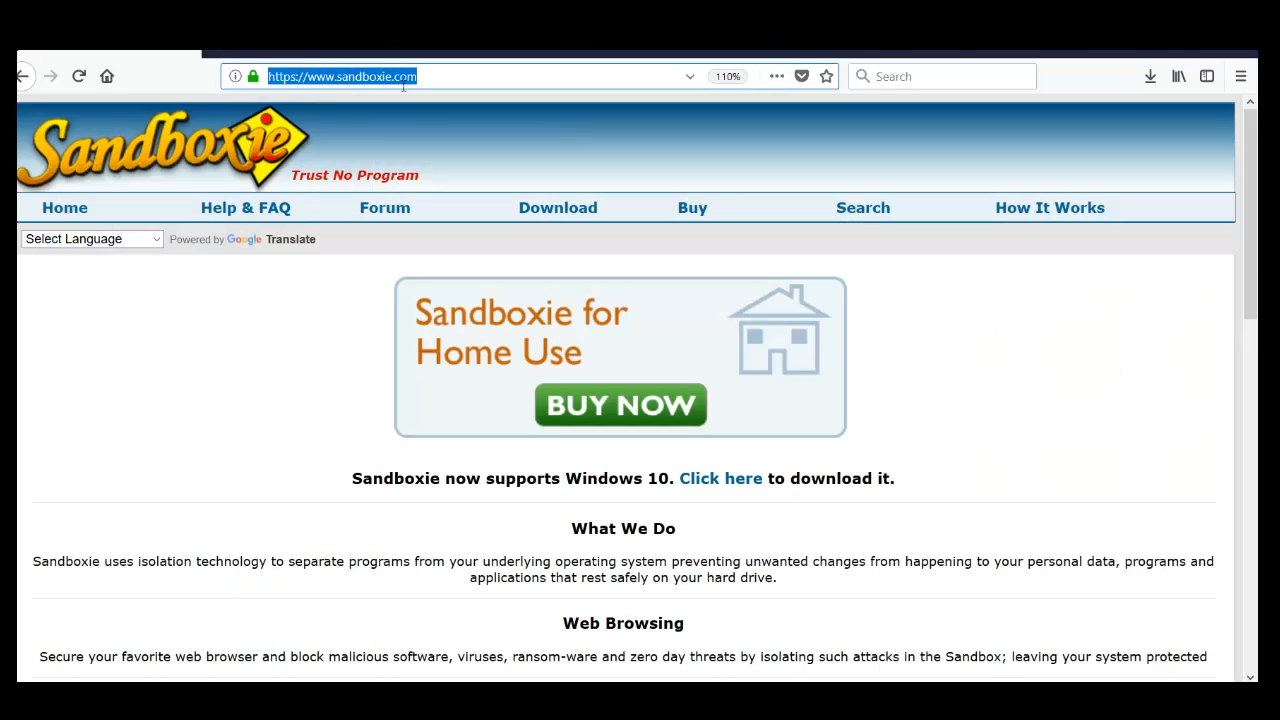 https://www.sandboxie.com
110%
Search
Sandboxie
Trust No Program
Home Help & FAQ Forum Download Buy Search How It Works
Select Language Powered by Google Translate
Sandboxie for
Home Use
BUY NOW
Sandboxie now supports Windows 10. Click here to download it.
What We Do
Sandboxie uses isolation technology to separate programs from your underlying operating system preventing unwanted changes from happening to your personal data, programs and
applications that rest safely on your hard drive.
Web Browsing
Secure your favorite web browser and block malicious software, viruses, ransom-ware and zero day threats by isolating such attacks in the Sandbox; leaving your system protected